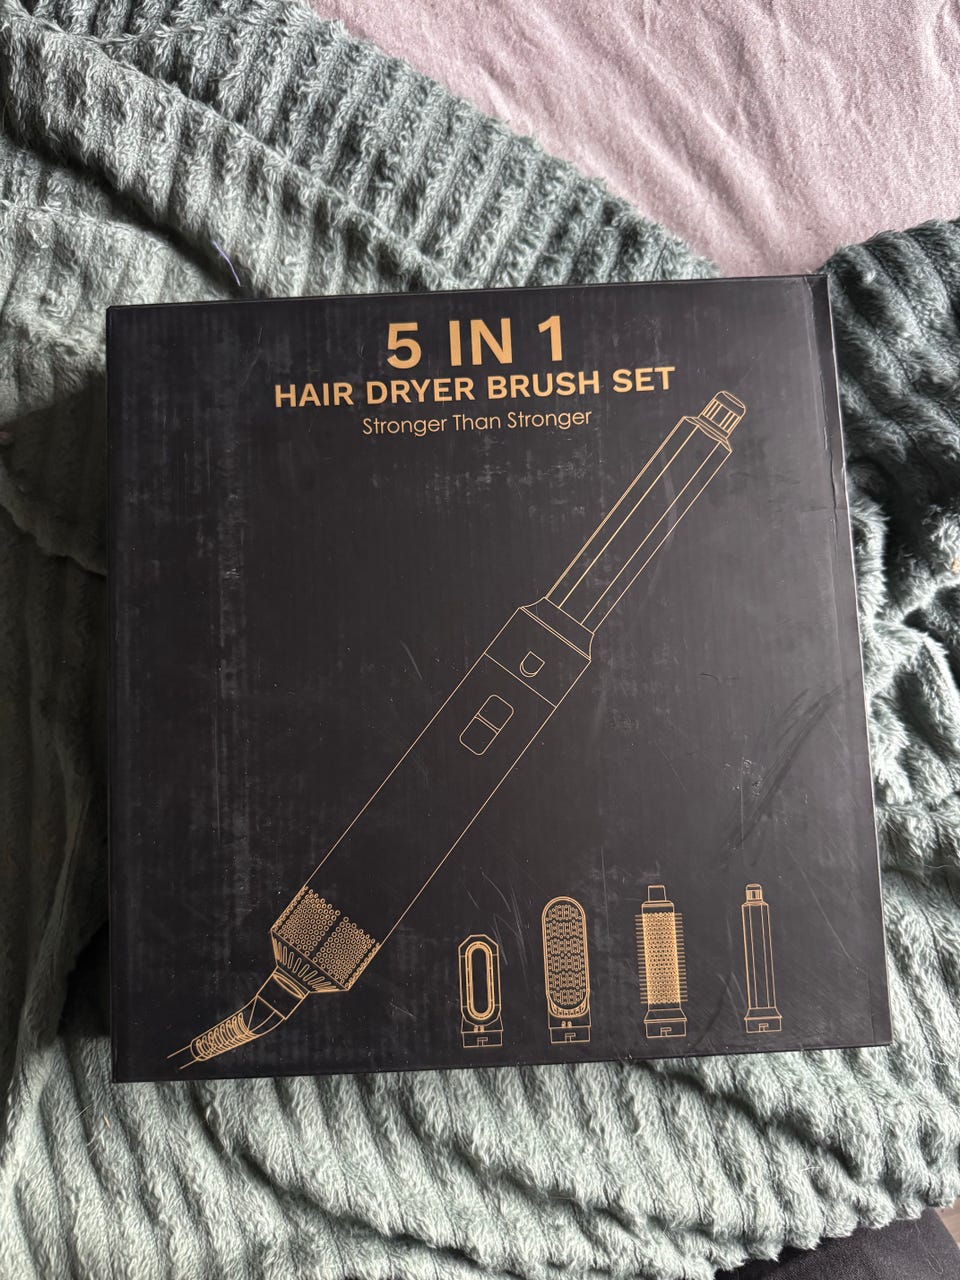 5 IN 1
HAIR DRYER BRUSH SET
Stronger Than Stronger